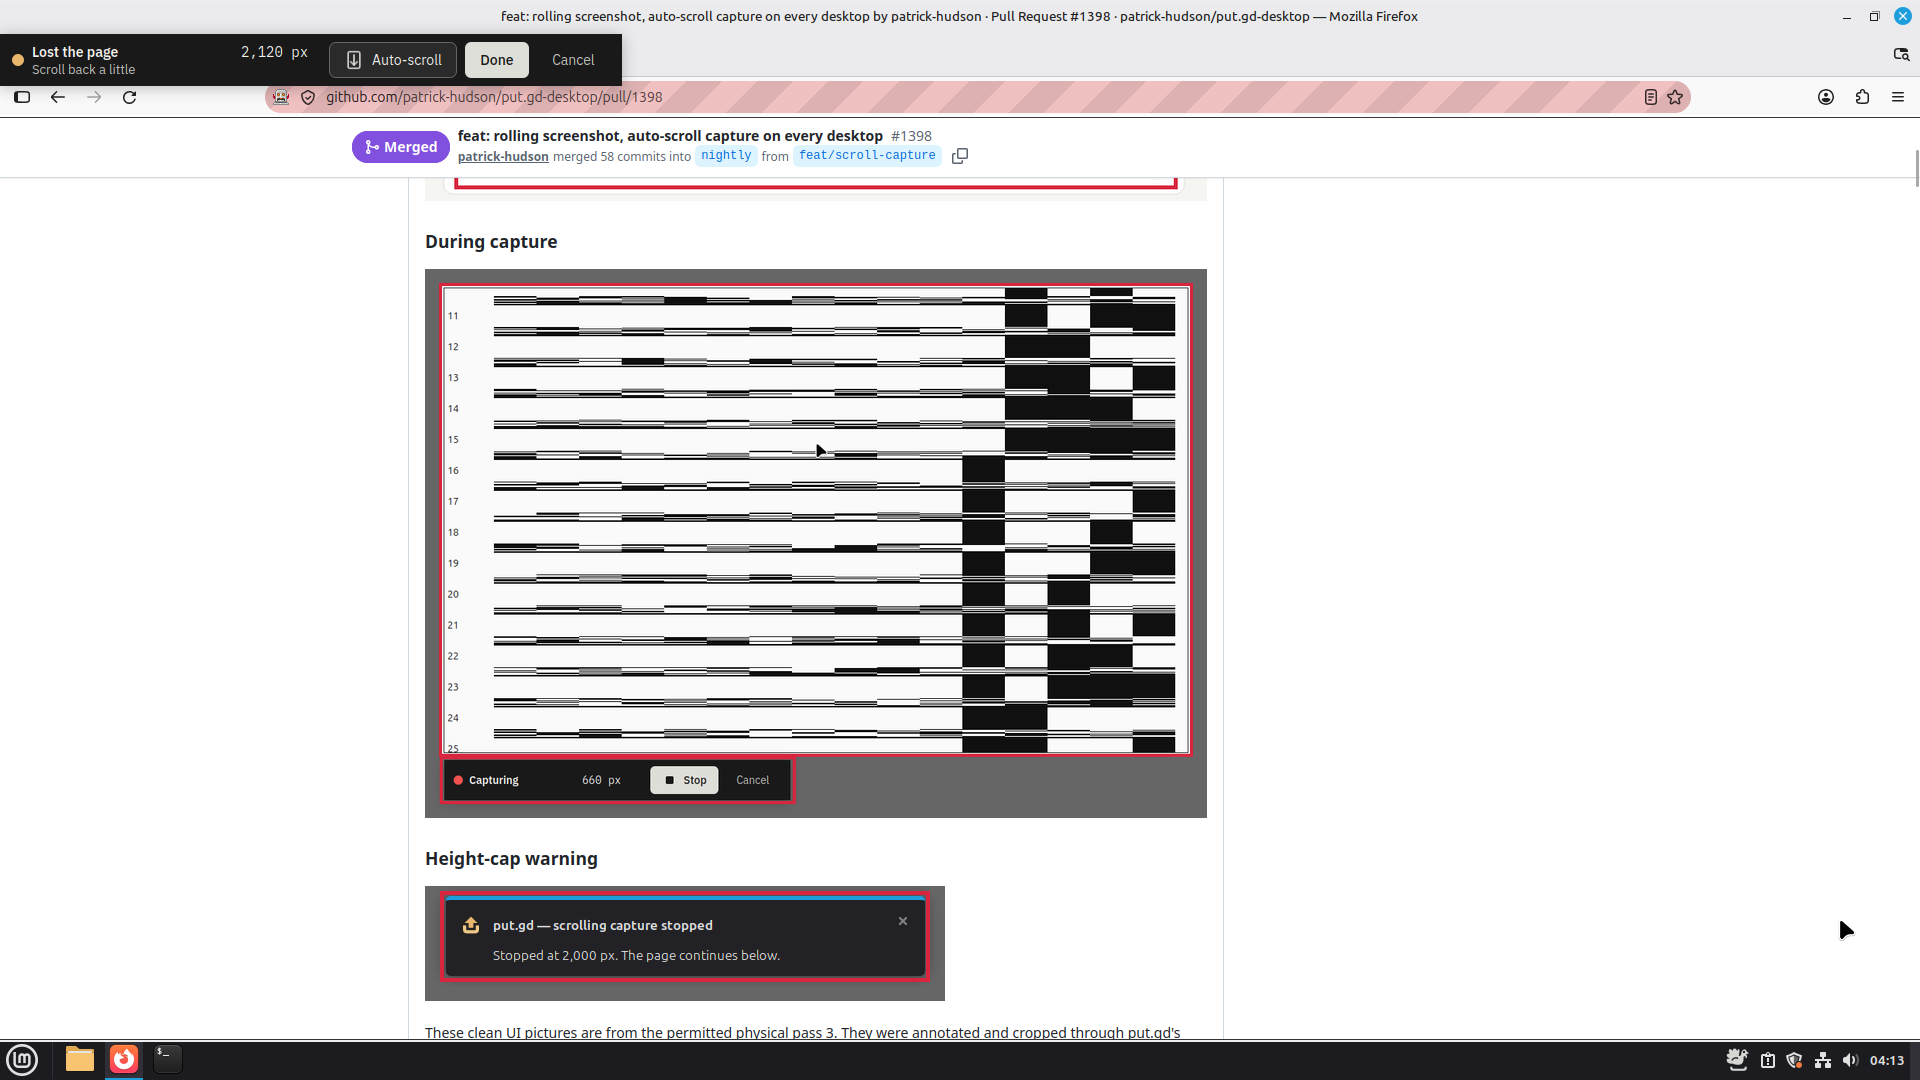 feat: rolling screenshot, auto-scroll capture on every desktop by patrick-hudson · Pull Request #1398 · patrick-hudson/put.gd-desktop — Mozilla Firefox
Lost the page
Scroll back a little
2,120 px
Auto-scroll
Done
Cancel
github.com/patrick-hudson/put.gd-desktop/pull/1398
Merged
feat: rolling screenshot, auto-scroll capture on every desktop #1398
patrick-hudson merged 58 commits into nightly from feat/scroll-capture
During capture
11
12
13
14
15
16
17
18
19
20
21
22
23
24
25
Capturing
660 px
Stop
Cancel
Height-cap warning
put.gd — scrolling capture stopped
Stopped at 2,000 px. The page continues below.
These clean UI pictures are from the permitted physical pass 3. They were annotated and cropped through put.gd's
04:13